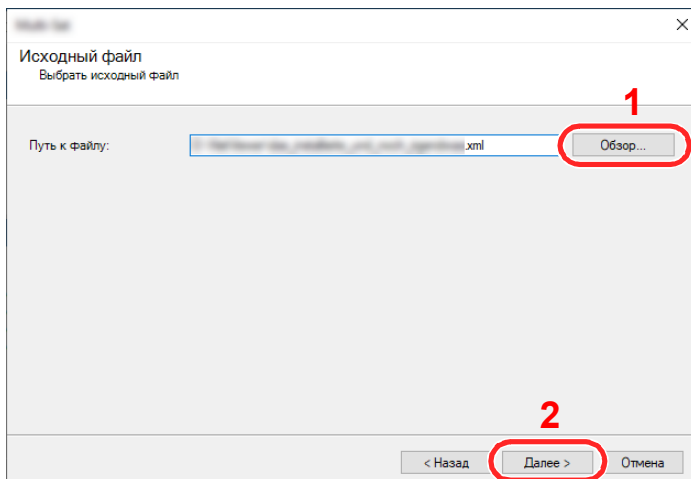 Исходный файл
Выбрать исходный файл
1
Путь к файлу: .xml Обзор...
2
< Назад Далее > Отмена